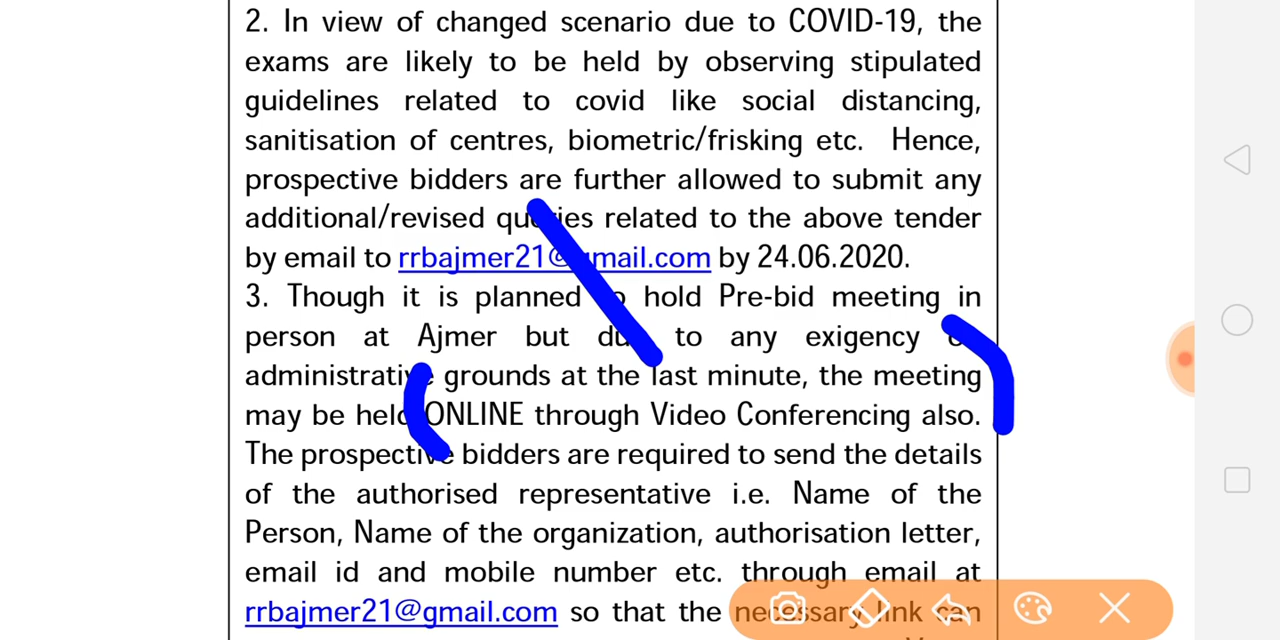 2. In view of changed scenario due to COVID-19, the
exams are likely to be held by observing stipulated
guidelines related to covid like social distancing,
sanitisation of centres, biometric/frisking etc. Hence,
prospective bidders are further allowed to submit any
additional/revised queries related to the above tender
by email to rrbajmer21@gmail.com by 24.06.2020.
3. Though it is planned to hold Pre-bid meeting in
person at Ajmer but due to any exigency or
administrative grounds at the last minute, the meeting
may be held ONLINE through Video Conferencing also.
The prospective bidders are required to send the details
of the authorised representative i.e. Name of the
Person, Name of the organization, authorisation letter,
email id and mobile number etc. through email at
rrbajmer21@gmail.com so that the necessary link can